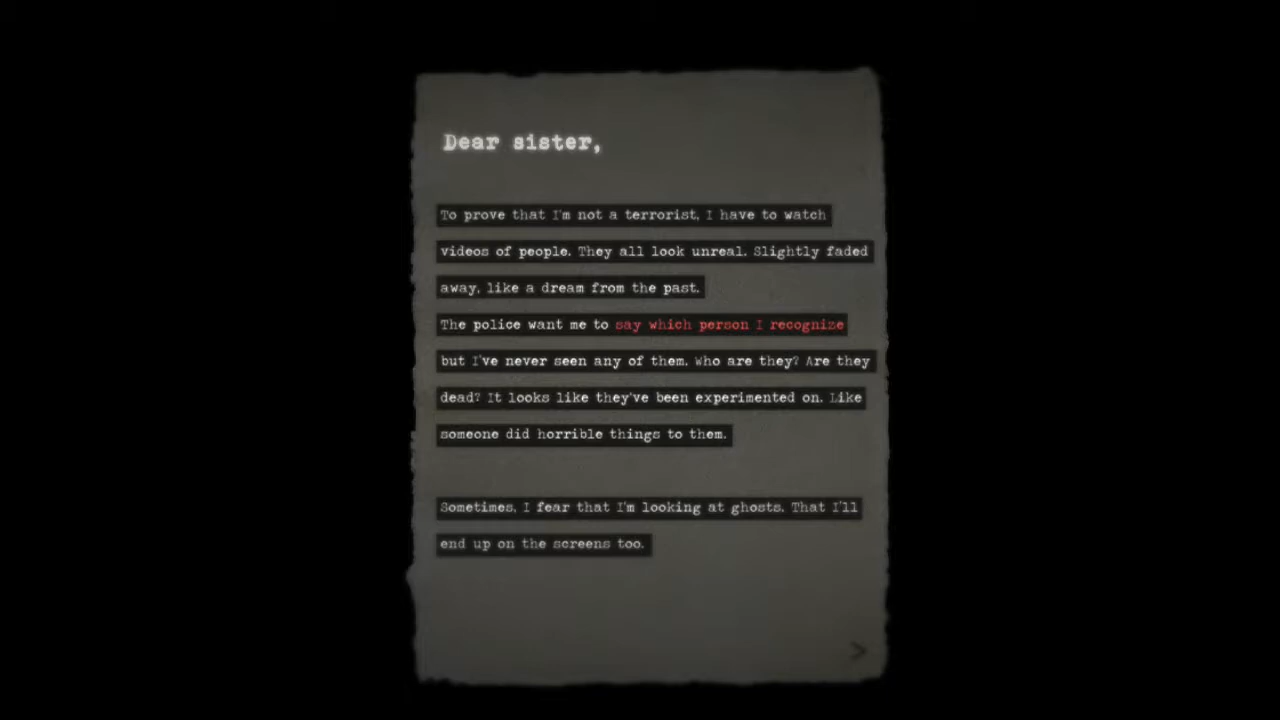 Dear sister,
To prove that I'm not a terrorist, I have to watch
videos of people. They all look unreal. Slightly faded
away, like a dream from the past.
The police want me to say which person I recognize
but I've never seen any of them. Who are they? Are they
dead? It looks like they've been experimented on. Like
someone did horrible things to them.
Sometimes, I fear that I'm looking at ghosts. That I'll
end up on the screens too.
>